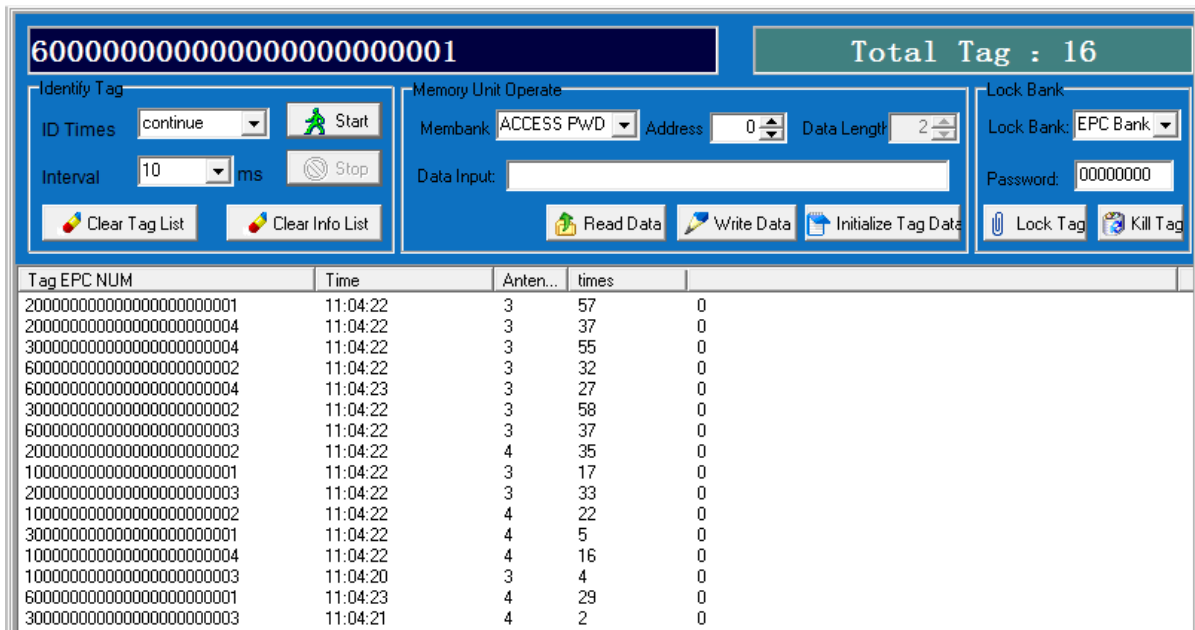 600000000000000000000001 Total Tag : 16
Identify Tag Memory Unit Operate Lock Bank
ID Times continue Start Membank ACCESS PWD Address 0 Data Length 2 Lock Bank: EPC Bank
Interval 10 ms Stop Data Input: Password: 00000000
Clear Tag List Clear Info List Read Data Write Data Initialize Tag Data Lock Tag Kill Tag
Tag EPC NUM Time Anten... times
200000000000000000000001 11:04:22 3 57 0
200000000000000000000004 11:04:22 3 37 0
300000000000000000000004 11:04:22 3 55 0
600000000000000000000002 11:04:22 3 32 0
600000000000000000000004 11:04:23 3 27 0
300000000000000000000002 11:04:22 3 58 0
600000000000000000000003 11:04:22 3 37 0
200000000000000000000002 11:04:22 4 35 0
100000000000000000000001 11:04:22 3 17 0
200000000000000000000003 11:04:22 3 33 0
100000000000000000000002 11:04:22 4 22 0
300000000000000000000001 11:04:22 4 5 0
100000000000000000000004 11:04:22 4 16 0
100000000000000000000003 11:04:20 3 4 0
600000000000000000000001 11:04:23 4 29 0
300000000000000000000003 11:04:21 4 2 0